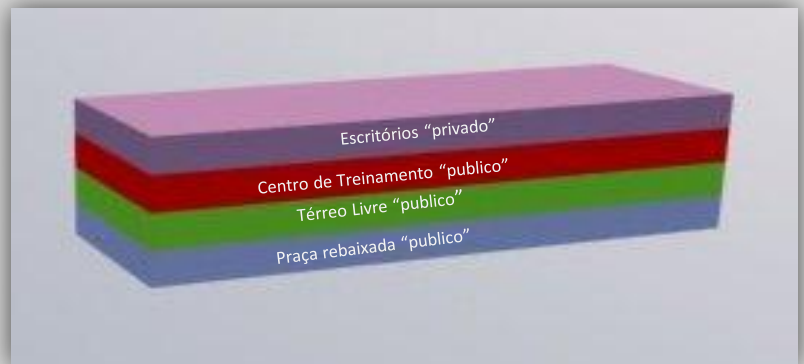 Escritórios “privado”
Centro de Treinamento “publico”
Térreo Livre “publico”
Praça rebaixada “publico”